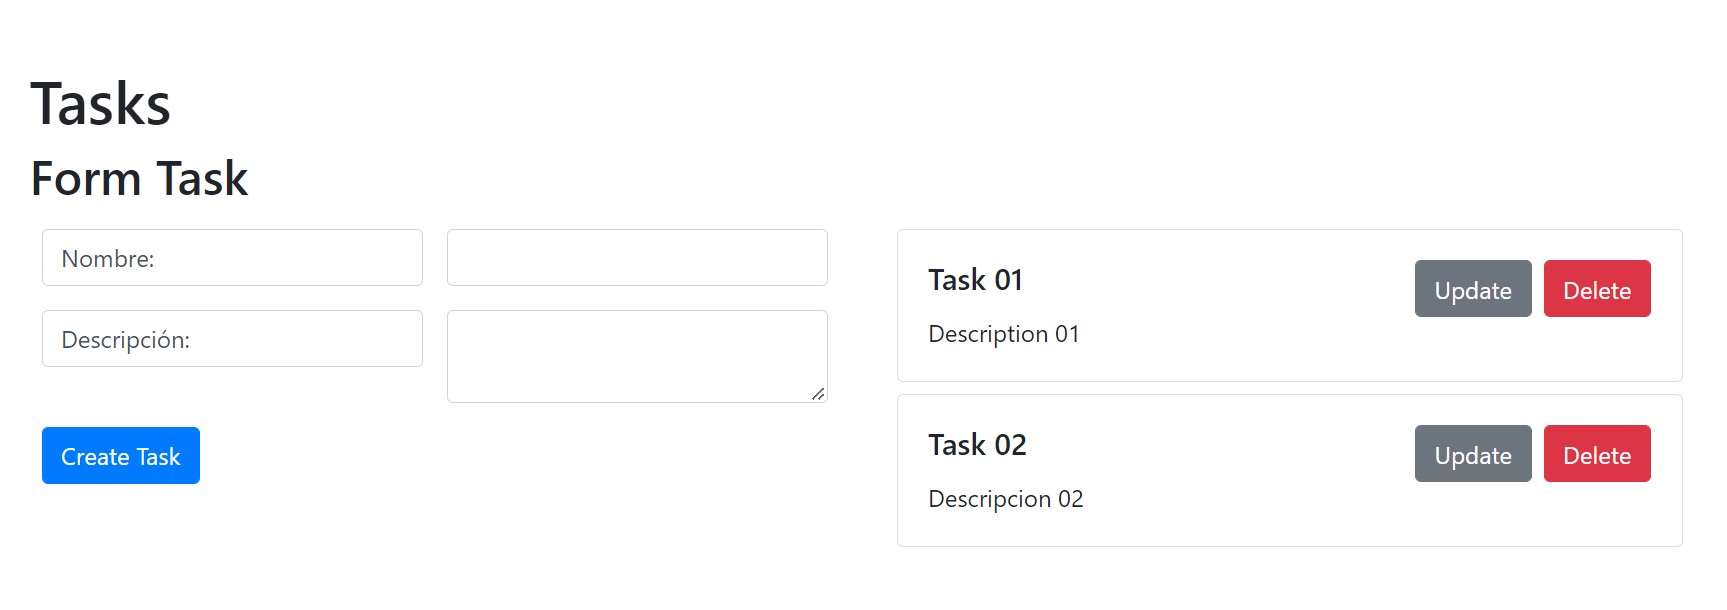 Tasks
Form Task
Nombre:
Descripción:
Create Task
Task 01
Update
Delete
Description 01
Task 02
Update
Delete
Descripcion 02